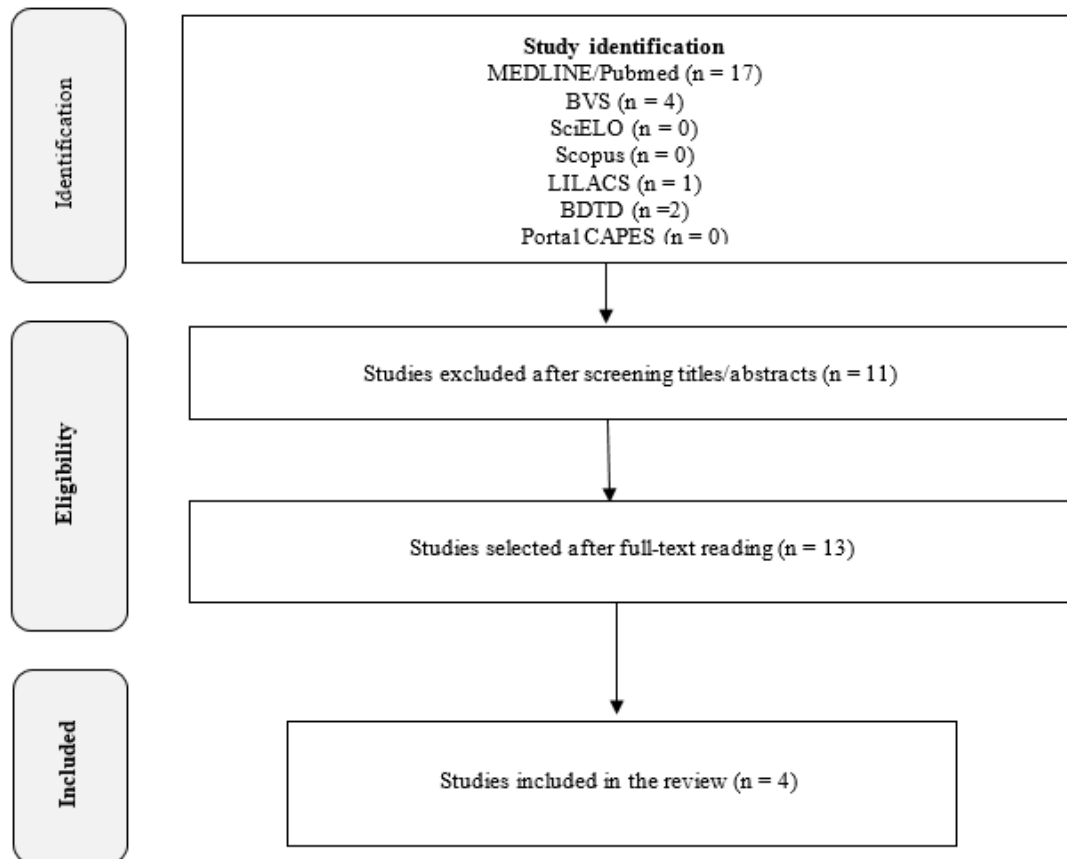 Identification
Study identification
MEDLINE/Pubmed (n = 17)
BVS (n = 4)
SciELO (n = 0)
Scopus (n = 0)
LILACS (n = 1)
BDTD (n =2)
Portal CAPES (n = 0)
Eligibility
Studies excluded after screening titles/abstracts (n = 11)
Studies selected after full-text reading (n = 13)
Included
Studies included in the review (n = 4)